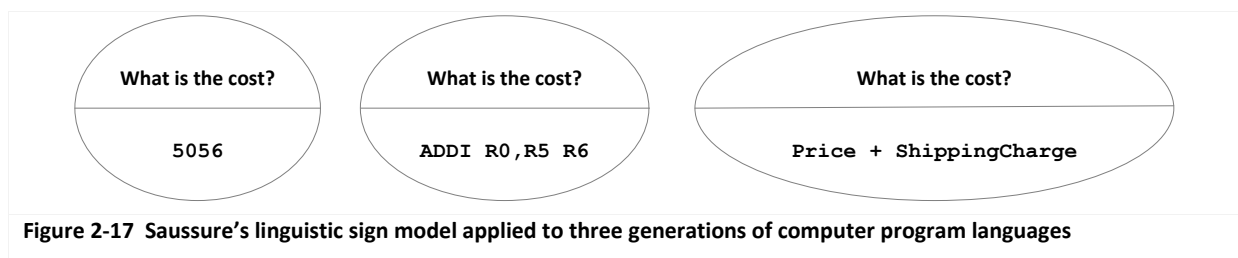 What is the cost? What is the cost? What is the cost?
5056 ADDI R0,R5 R6 Price + ShippingCharge
Figure 2-17 Saussure’s linguistic sign model applied to three generations of computer program languages